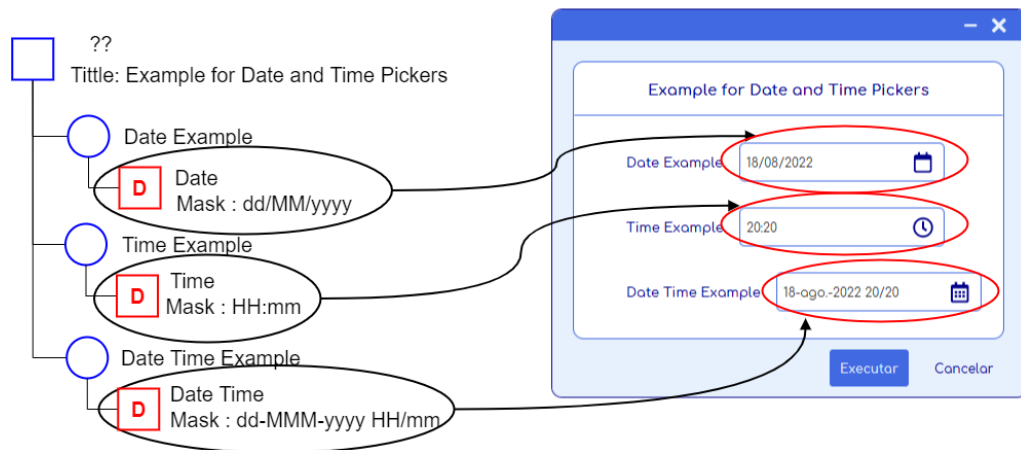 ??
Tittle: Example for Date and Time Pickers
Date Example
D
Date
Mask : dd/MM/yyyy
Time Example
D
Time
Mask : HH:mm
Date Time Example
D
Date Time
Mask : dd-MMM-yyyy HH/mm
Example for Date and Time Pickers
Date Example
18/08/2022
Time Example
20:20
Date Time Example
18-ago.-2022 20/20
Executar
Cancelar